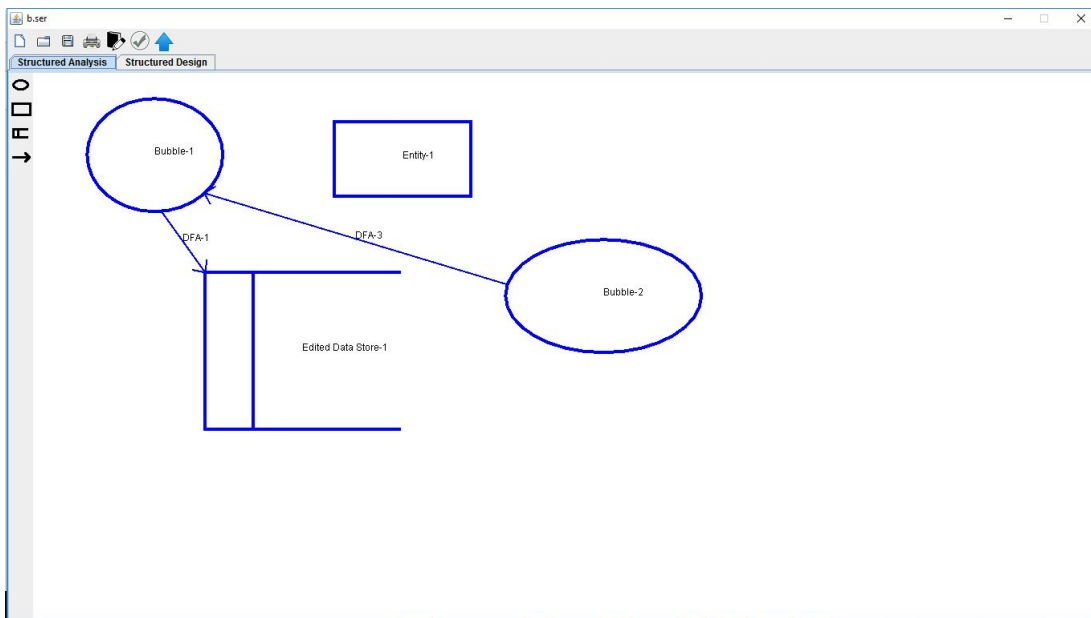 b.ser
Structured Analysis
Structured Design
Bubble-1
Entity-1
DFA-1
DFA-3
Bubble-2
Edited Data Store-1